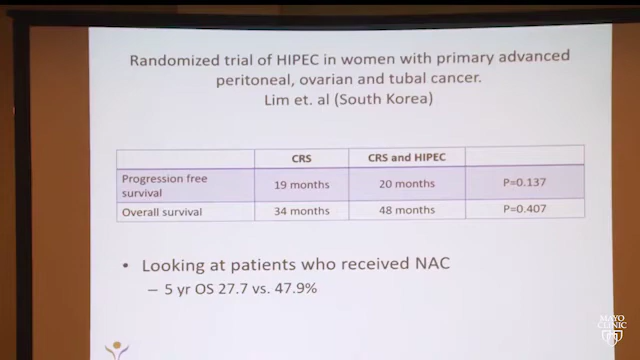 Randomized trial of HIPEC in women with primary advanced
peritoneal, ovarian and tubal cancer.
Lim et. al (South Korea)
CRS CRS and HIPEC
Progression free survival 19 months 20 months P=0.137
Overall survival 34 months 48 months P=0.407
• Looking at patients who received NAC
– 5 yr OS 27.7 vs. 47.9%
MAYO
CLINIC